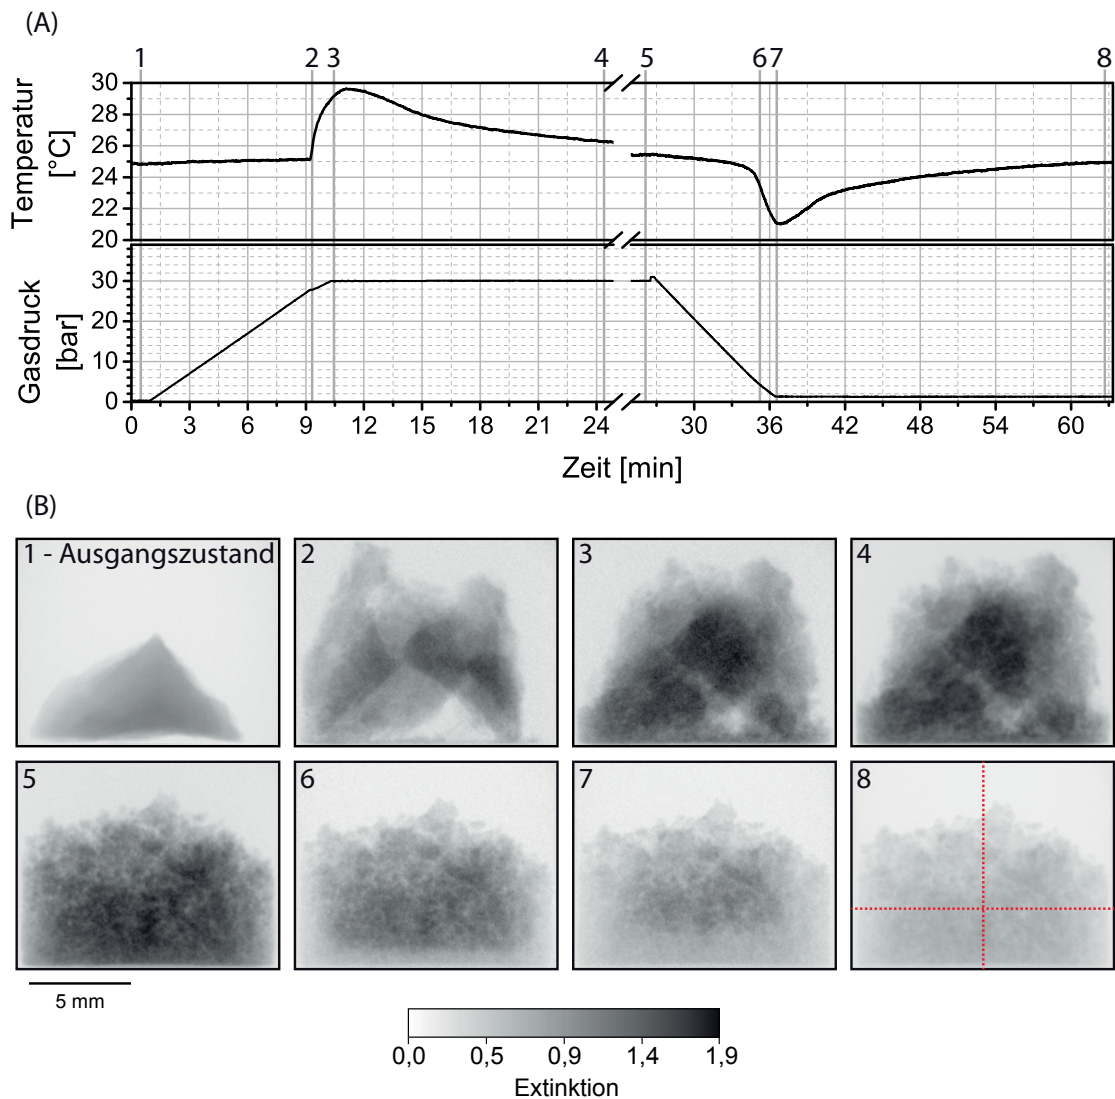 (A)
1 2 3 4 5 6 7 8
Temperatur
[°C]
30
28
26
24
22
20
Gasdruck
[bar]
30
20
10
0
0 3 6 9 12 15 18 21 24 30 36 42 48 54 60
Zeit [min]
(B)
1 - Ausgangszustand 2 3 4
5 6 7 8
5 mm
0,0 0,5 0,9 1,4 1,9
Extinktion